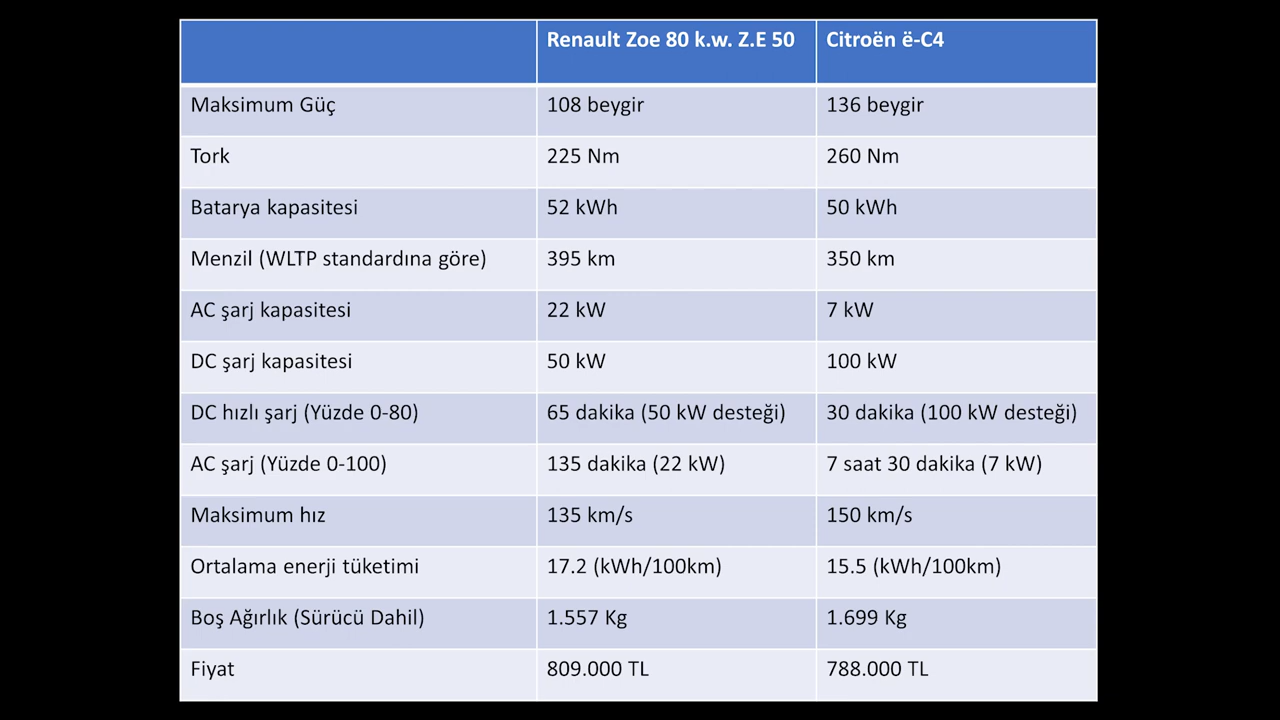 Renault Zoe 80 k.w. Z.E 50 Citroën ë-C4
Maksimum Güç 108 beygir 136 beygir
Tork 225 Nm 260 Nm
Batarya kapasitesi 52 kWh 50 kWh
Menzil (WLTP standardına göre) 395 km 350 km
AC şarj kapasitesi 22 kW 7 kW
DC şarj kapasitesi 50 kW 100 kW
DC hızlı şarj (Yüzde 0-80) 65 dakika (50 kW desteği) 30 dakika (100 kW desteği)
AC şarj (Yüzde 0-100) 135 dakika (22 kW) 7 saat 30 dakika (7 kW)
Maksimum hız 135 km/s 150 km/s
Ortalama enerji tüketimi 17.2 (kWh/100km) 15.5 (kWh/100km)
Boş Ağırlık (Sürücü Dahil) 1.557 Kg 1.699 Kg
Fiyat 809.000 TL 788.000 TL